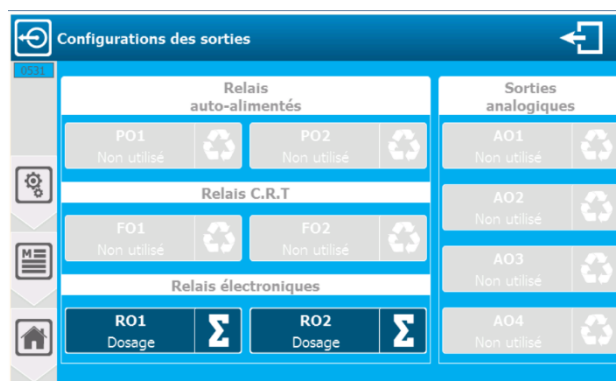 Configurations des sorties
0531
Relais
auto-alimentés
PO1
Non utilisé
PO2
Non utilisé
Relais C.R.T
FO1
Non utilisé
FO2
Non utilisé
Relais électroniques
RO1
Dosage
Σ
RO2
Dosage
Σ
Sorties
analogiques
AO1
Non utilisé
AO2
Non utilisé
AO3
Non utilisé
AO4
Non utilisé
M